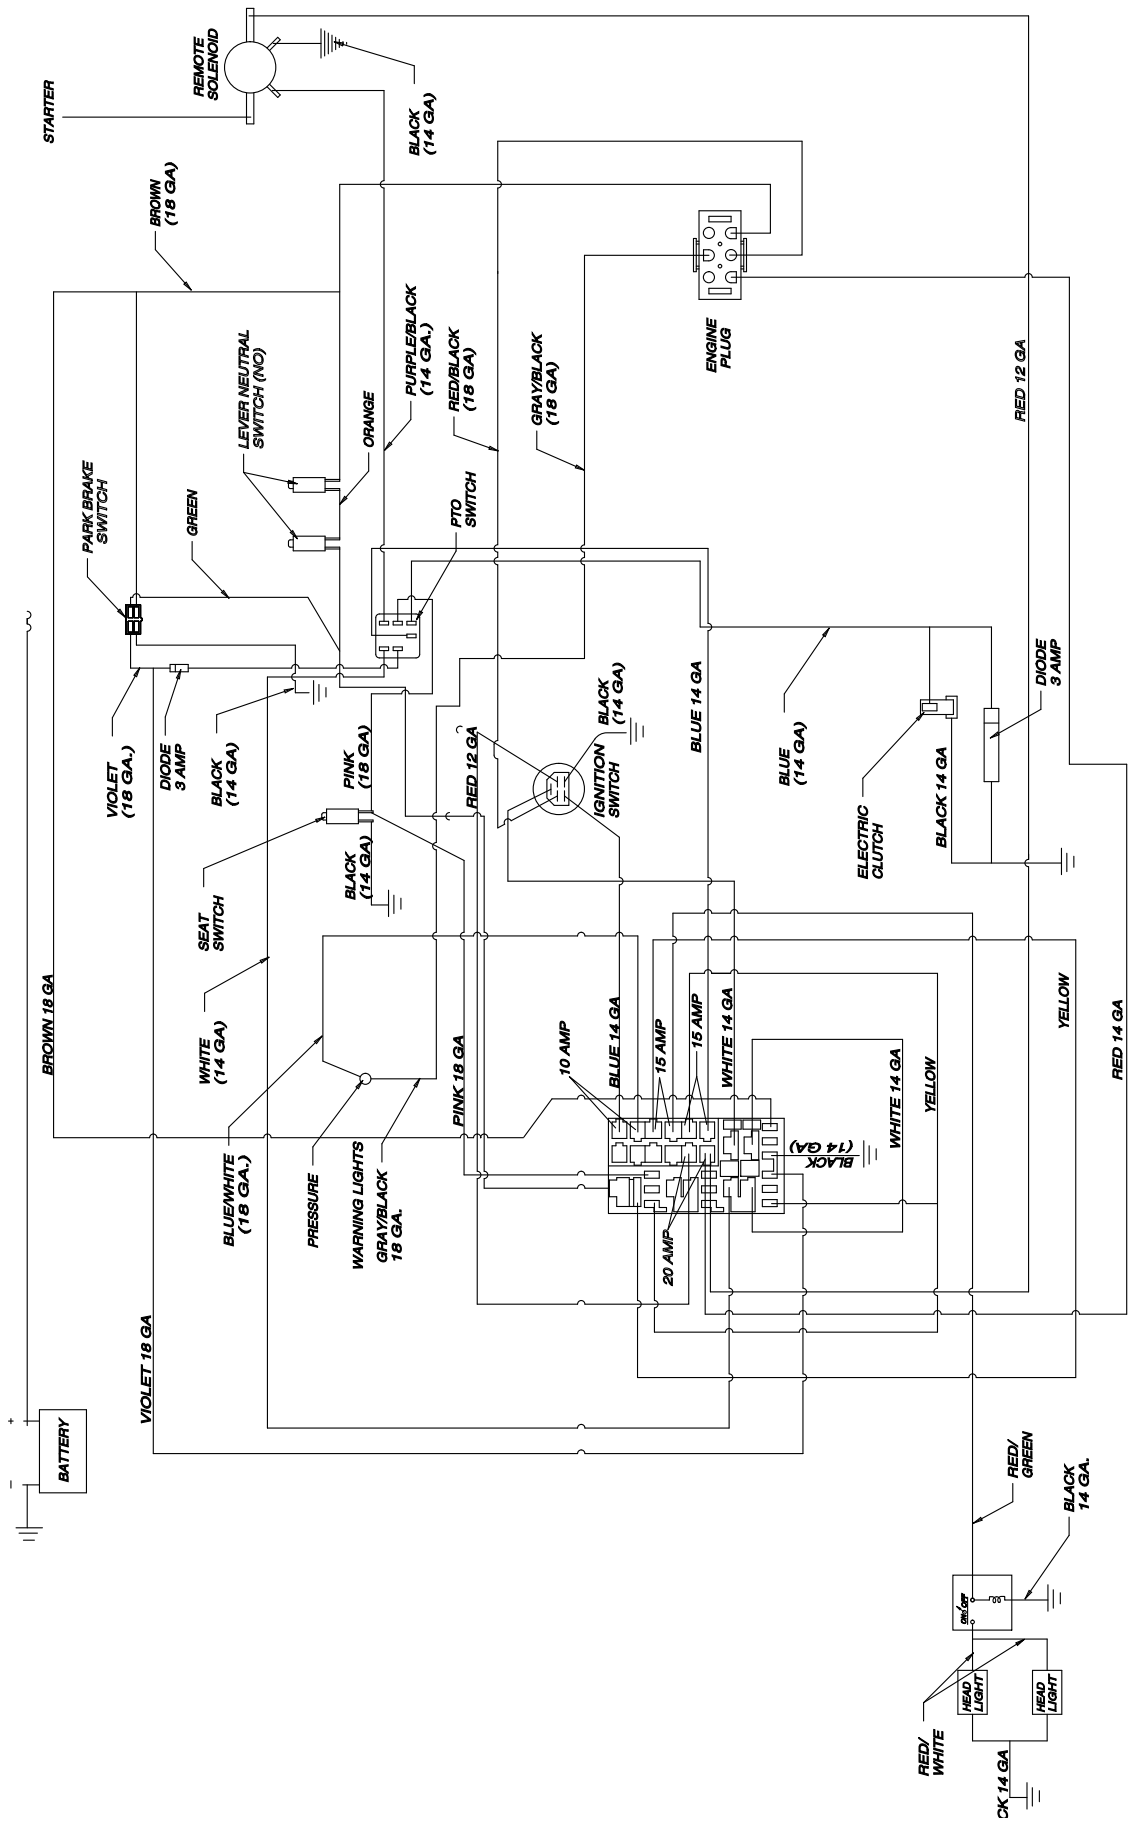 REMOTE
SOLENOID
STARTER
BLACK
(14 GA)
BROWN
(18 GA)
LEVER NEUTRAL
SWITCH (NO)
ORANGE
PURPLE/BLACK
(14 GA.)
RED/BLACK
(18 GA)
GRAY/BLACK
(18 GA)
ENGINE
PLUG
RED 12 GA
PARK BRAKE
SWITCH
GREEN
PTO
SWITCH
VIOLET
(18 GA.)
DIODE
3 AMP
BLACK
(14 GA)
PINK
(18 GA)
RED 12 GA
BLACK
(14 GA)
IGNITION
SWITCH
BLUE 14 GA
BLUE
(14 GA)
DIODE
3 AMP
BLACK 14 GA
ELECTRIC
CLUTCH
BLACK
(14 GA)
SEAT
SWITCH
BROWN 18 GA
WHITE
(14 GA)
PINK 18 GA
10 AMP
BLUE 14 GA
15 AMP
15 AMP
WHITE 14 GA
WHITE 14 GA
YELLOW
YELLOW
RED 14 GA
BLACK
(14 GA)
BLUE/WHITE
(18 GA.)
PRESSURE
WARNING LIGHTS
GRAY/BLACK
18 GA.
20 AMP
VIOLET 18 GA
+
–
BATTERY
RED/
GREEN
BLACK
14 GA.
ON/OFF
HEAD
LIGHT
HEAD
LIGHT
RED/
WHITE
CK 14 GA